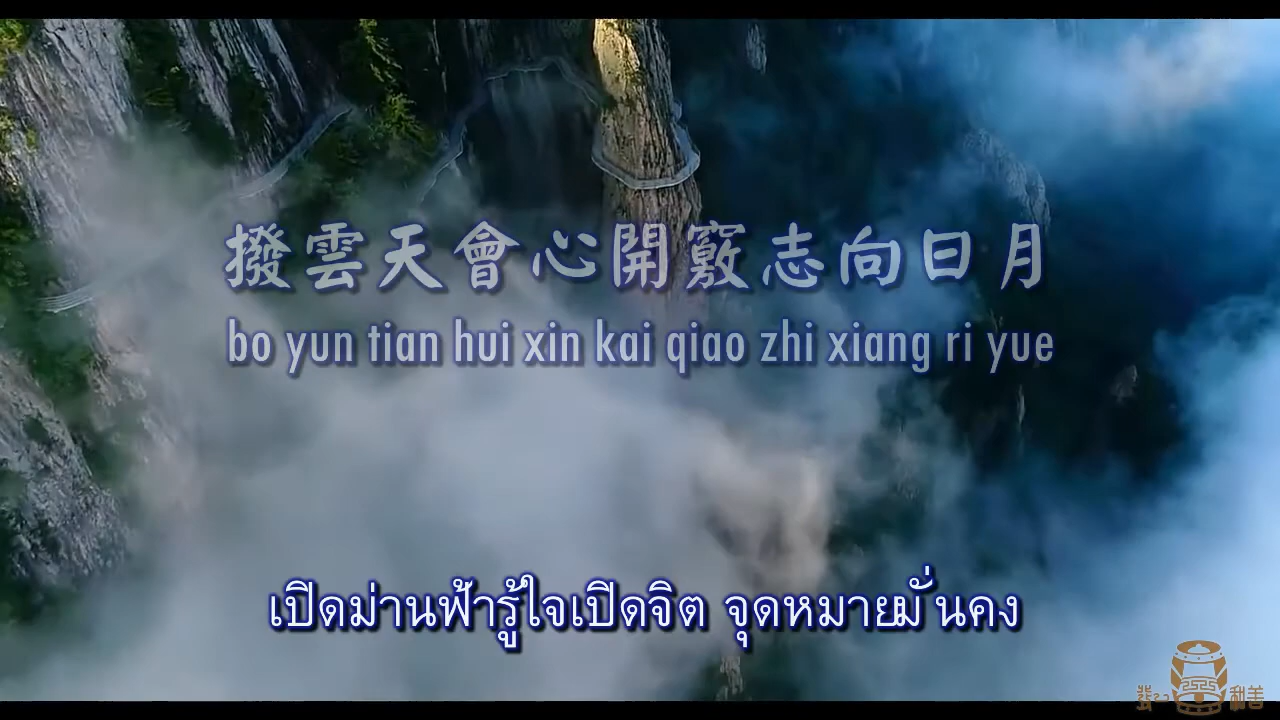 撥雲天會心開竅志向日月
bo yun tian hui xin kai qiao zhi xiang ri yue
เปิดม่านฟ้ารู้ใจเปิดจิต จุดหมายมั่นคง